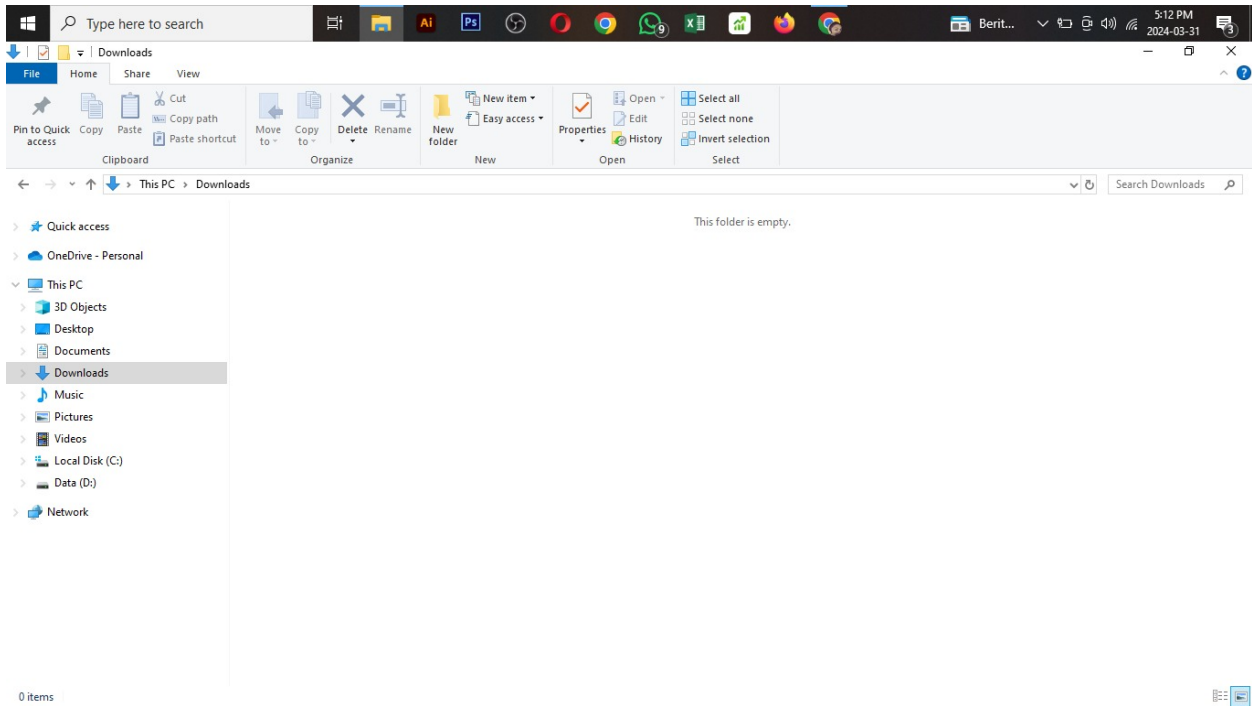 Type here to search
Ai
Ps
9
Berit...
5:12 PM
2024-03-31
3
Downloads
File Home Share View
Pin to Quick access
Copy
Paste
Cut
Copy path
Paste shortcut
Clipboard
Move to
Copy to
Delete
Rename
Organize
New folder
New item
Easy access
New
Properties
Open
Edit
History
Open
Select all
Select none
Invert selection
Select
This PC > Downloads
Search Downloads
Quick access
OneDrive - Personal
This PC
3D Objects
Desktop
Documents
Downloads
Music
Pictures
Videos
Local Disk (C:)
Data (D:)
Network
This folder is empty.
0 items